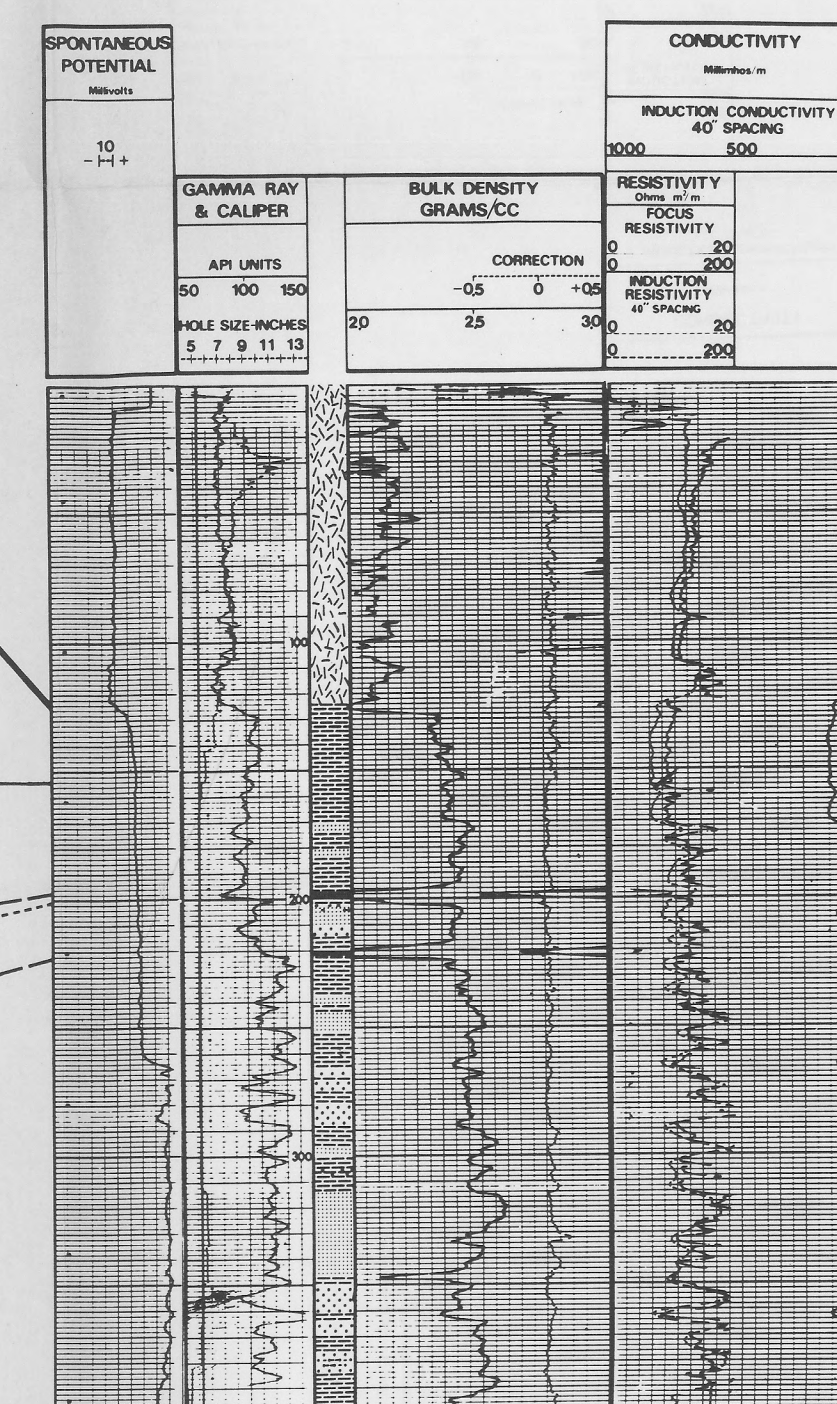 SPONTANEOUS
POTENTIAL
Millivolts
10
- +
GAMMA RAY
& CALIPER
API UNITS
50 100 150
HOLE SIZE-INCHES
5 7 9 11 13
BULK DENSITY
GRAMS/CC
CORRECTION
-0.5 0 +0.5
2.0 2.5 3.0
CONDUCTIVITY
Millimhos/m
INDUCTION CONDUCTIVITY
40" SPACING
1000 500
RESISTIVITY
Ohms m²/m
FOCUS
RESISTIVITY
0 20
0 200
INDUCTION
RESISTIVITY
40" SPACING
0 20
0 200
100
200
300